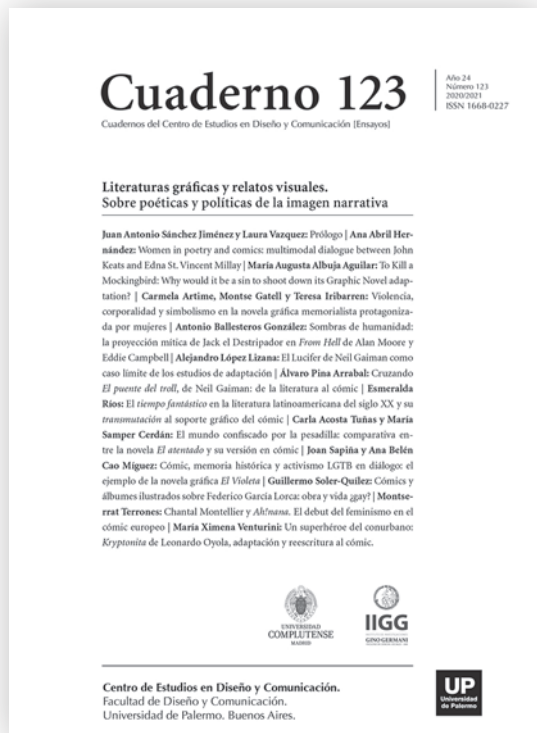 Cuaderno 123
Cuadernos del Centro de Estudios en Diseño y Comunicación [Ensayos]
Año 24
Número 123
2020/2021
ISSN 1668-0227
Literaturas gráficas y relatos visuales.
Sobre poéticas y políticas de la imagen narrativa
Juan Antonio Sánchez Jiménez y Laura Vazquez: Prólogo | Ana Abril Her-
nández: Women in poetry and comics: multimodal dialogue between John
Keats and Edna St. Vincent Millay | María Augusta Albuja Aguilar: To Kill a
Mockingbird: Why would it be a sin to shoot down its Graphic Novel adap-
tation? | Carmela Artime, Montse Gatell y Teresa Iribarren: Violencia,
corporalidad y simbolismo en la novela gráfica memorialista protagoniza-
da por mujeres | Antonio Ballesteros González: Sombras de humanidad:
la proyección mítica de Jack el Destripador en From Hell de Alan Moore y
Eddie Campbell | Alejandro López Lizana: El Lucifer de Neil Gaiman como
caso límite de los estudios de adaptación | Álvaro Pina Arrabal: Cruzando
El puente del troll, de Neil Gaiman: de la literatura al cómic | Esmeralda
Ríos: El tiempo fantástico en la literatura latinoamericana del siglo XX y su
transmutación al soporte gráfico del cómic | Carla Acosta Tuñas y María
Samper Cerdán: El mundo confiscado por la pesadilla: comparativa en-
tre la novela El atentado y su versión en cómic | Joan Sapiña y Ana Belén
Cao Míguez: Cómic, memoria histórica y activismo LGTB en diálogo: el
ejemplo de la novela gráfica El Violeta | Guillermo Soler-Quílez: Cómics y
álbumes ilustrados sobre Federico García Lorca: obra y vida ¿gay? | Montse-
rrat Terrones: Chantal Montellier y Ah!nana. El debut del feminismo en el
cómic europeo | María Ximena Venturini: Un superhéroe del conurbano:
Kryptonita de Leonardo Oyola, adaptación y reescritura al cómic.
UNIVERSIDAD
COMPLUTENSE
MADRID
IIGG
GINO GERMANI
Centro de Estudios en Diseño y Comunicación.
Facultad de Diseño y Comunicación.
Universidad de Palermo. Buenos Aires.
UP
Universidad
de Palermo